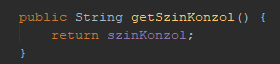 public String getSzinKonzol() {
    return szinKonzol;
}